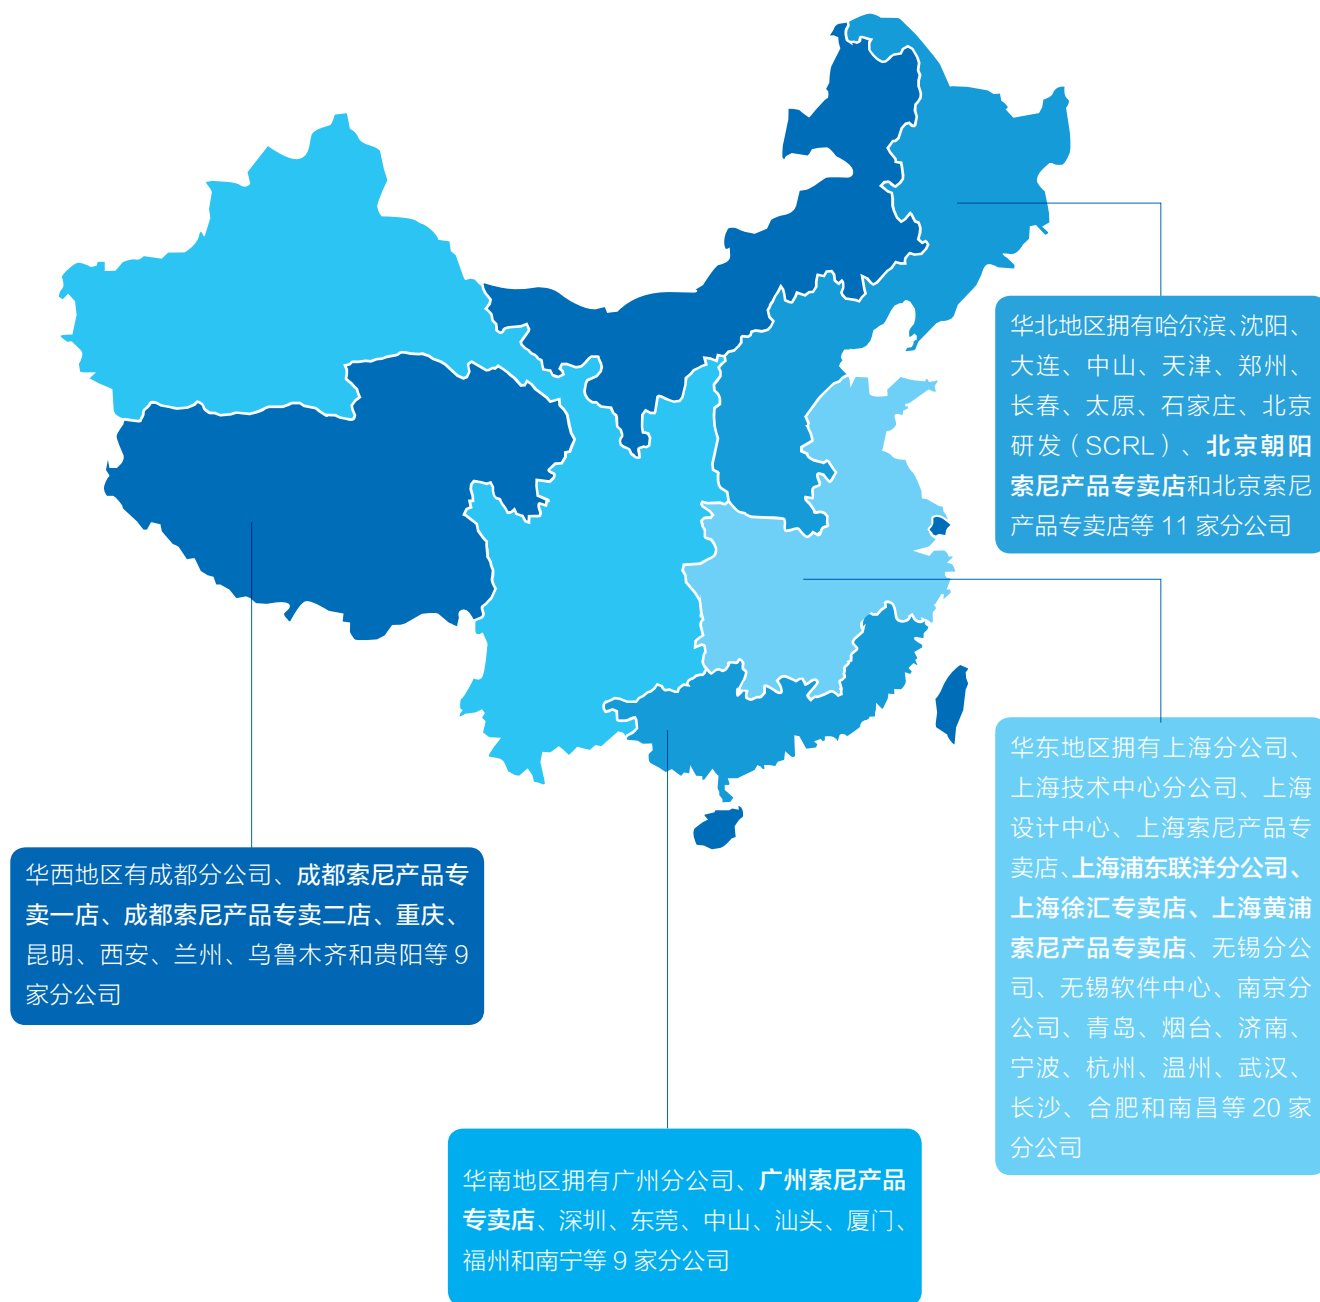 华北地区拥有哈尔滨、沈阳、
大连、中山、天津、郑州、
长春、太原、石家庄、北京
研发（SCRL）、北京朝阳
索尼产品专卖店和北京索尼
产品专卖店等 11 家分公司
华东地区拥有上海分公司、
上海技术中心分公司、上海
设计中心、上海索尼产品专
卖店、上海浦东联洋分公司、
上海徐汇专卖店、上海黄浦
索尼产品专卖店、无锡分公
司、无锡软件中心、南京分
公司、青岛、烟台、济南、
宁波、杭州、温州、武汉、
长沙、合肥和南昌等 20 家
分公司
华西地区有成都分公司、成都索尼产品专
卖一店、成都索尼产品专卖二店、重庆、
昆明、西安、兰州、乌鲁木齐和贵阳等 9
家分公司
华南地区拥有广州分公司、广州索尼产品
专卖店、深圳、东莞、中山、汕头、厦门、
福州和南宁等 9 家分公司